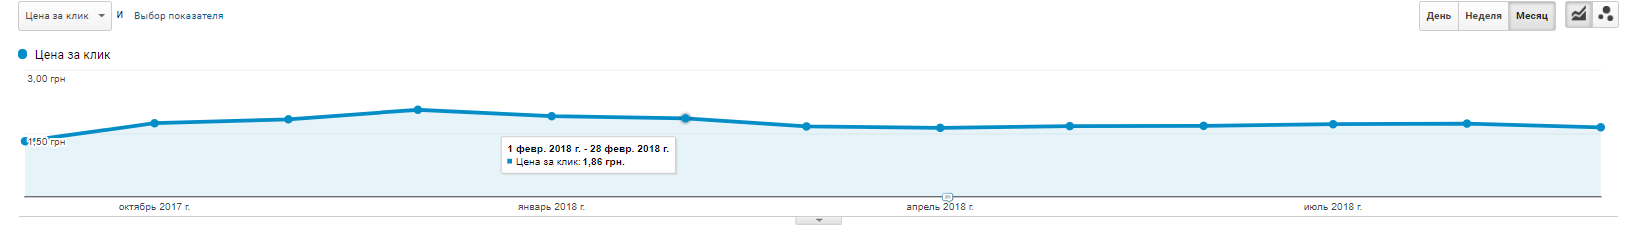 Цена за клик И Выбор показателя День Неделя Месяц
Цена за клик
3,00 грн
1,50 грн
1 февр. 2018 г. - 28 февр. 2018 г.
Цена за клик: 1,86 грн.
октябрь 2017 г. январь 2018 г. апрель 2018 г. июль 2018 г.